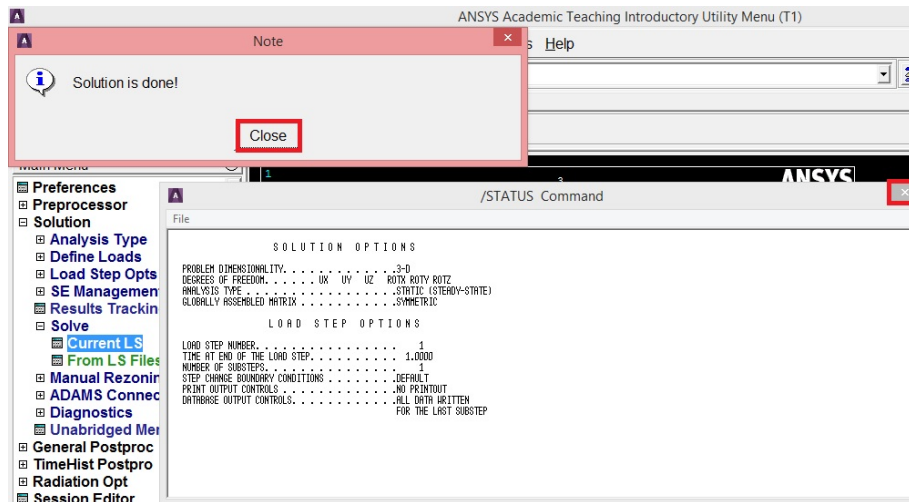 ANSYS Academic Teaching Introductory Utility Menu (T1)
Note
Help
Solution is done!
Close
1
3
ANSYS
Preferences
Preprocessor
Solution
Analysis Type
Define Loads
Load Step Opts
SE Managemen
Results Trackin
Solve
Current LS
From LS Files
Manual Rezonin
ADAMS Connec
Diagnostics
Unabridged Mer
General Postproc
TimeHist Postpro
Radiation Opt
Session Editor
/STATUS Command
File
SOLUTION OPTIONS
PROBLEM DIMENSIONALITY. . . . . . . . . . . . .3-D
DEGREES OF FREEDOM. . . . . . UX UY UZ ROTX ROTY ROTZ
ANALYSIS TYPE . . . . . . . . . . . . . . . . .STATIC (STEADY-STATE)
GLOBALLY ASSEMBLED MATRIX . . . . . . . . . . .SYMMETRIC
LOAD STEP OPTIONS
LOAD STEP NUMBER. . . . . . . . . . . . . . . . 1
TIME AT END OF THE LOAD STEP. . . . . . . . . . 1.0000
NUMBER OF SUBSTEPS. . . . . . . . . . . . . . . 1
STEP CHANGE BOUNDARY CONDITIONS . . . . . . . .DEFAULT
PRINT OUTPUT CONTROLS . . . . . . . . . . . . .NO PRINTOUT
DATABASE OUTPUT CONTROLS. . . . . . . . . . . .ALL DATA WRITTEN
FOR THE LAST SUBSTEP